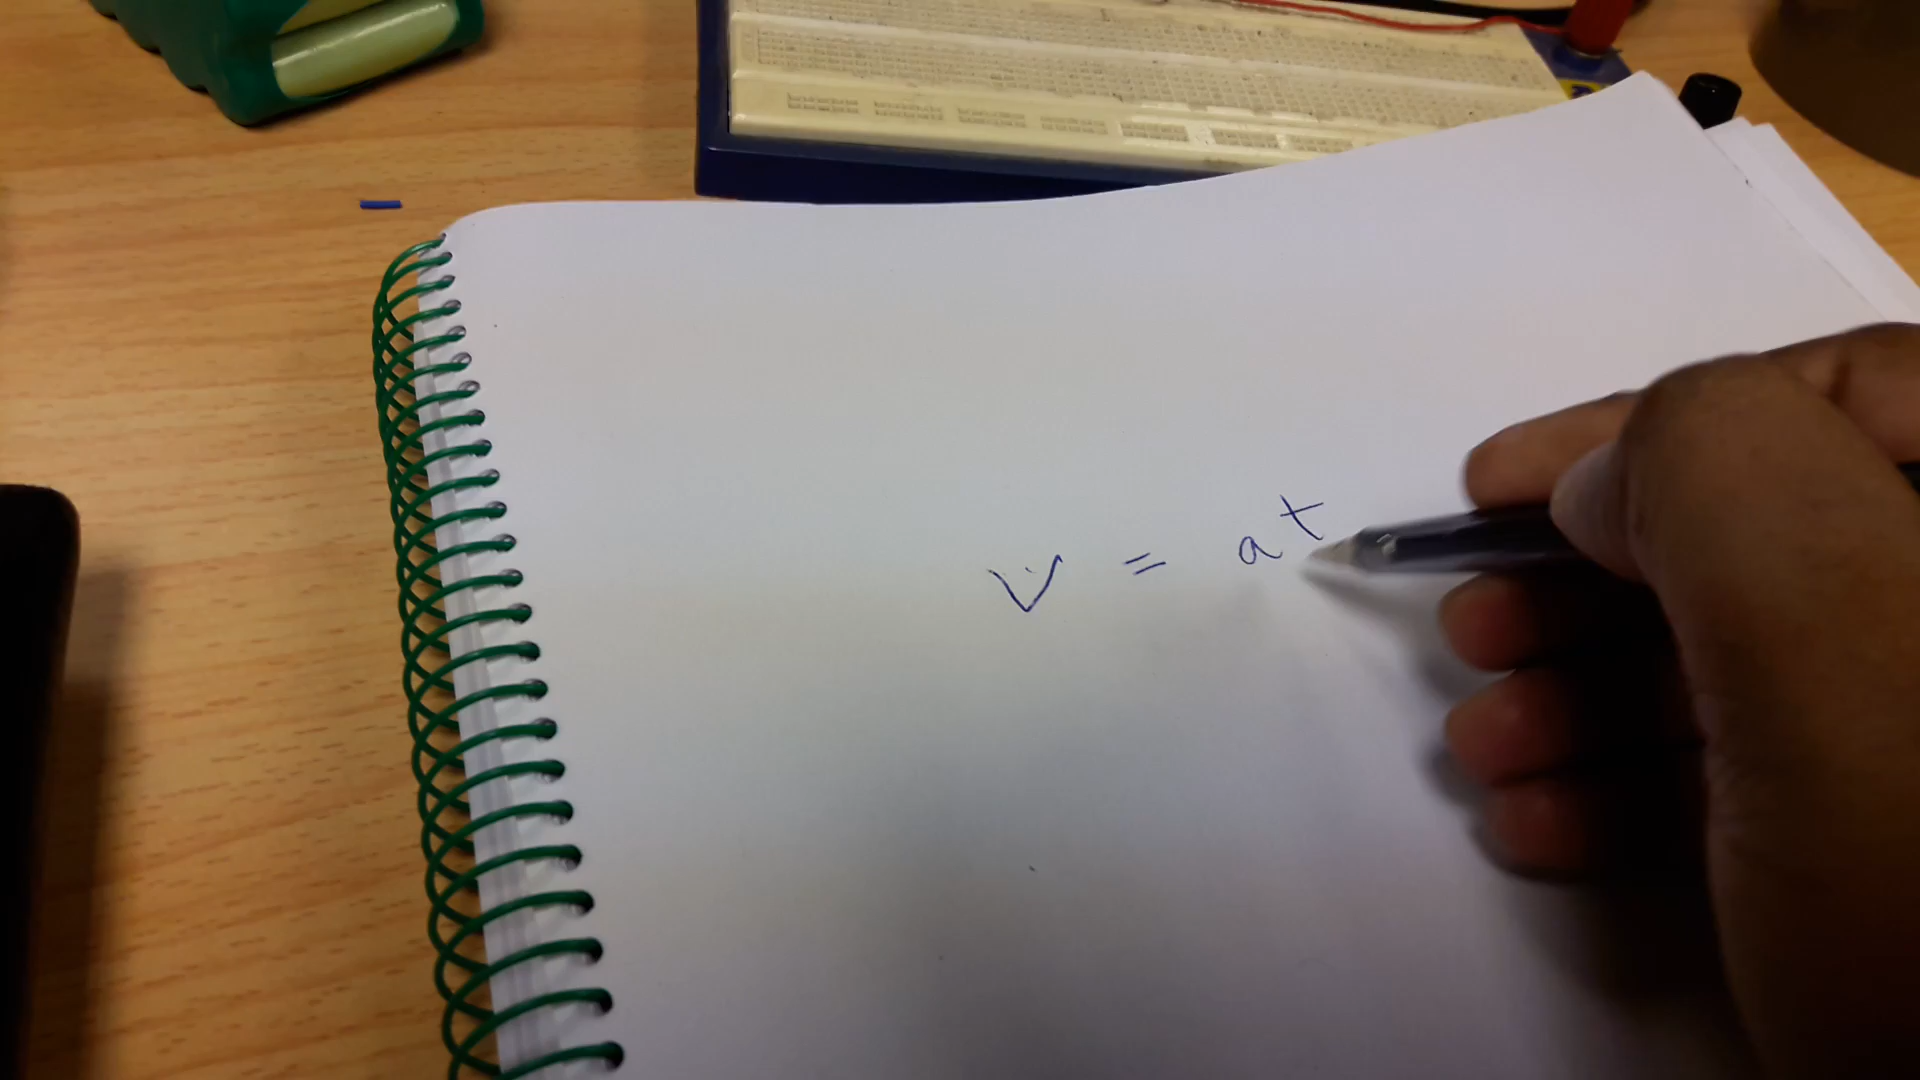 V = at